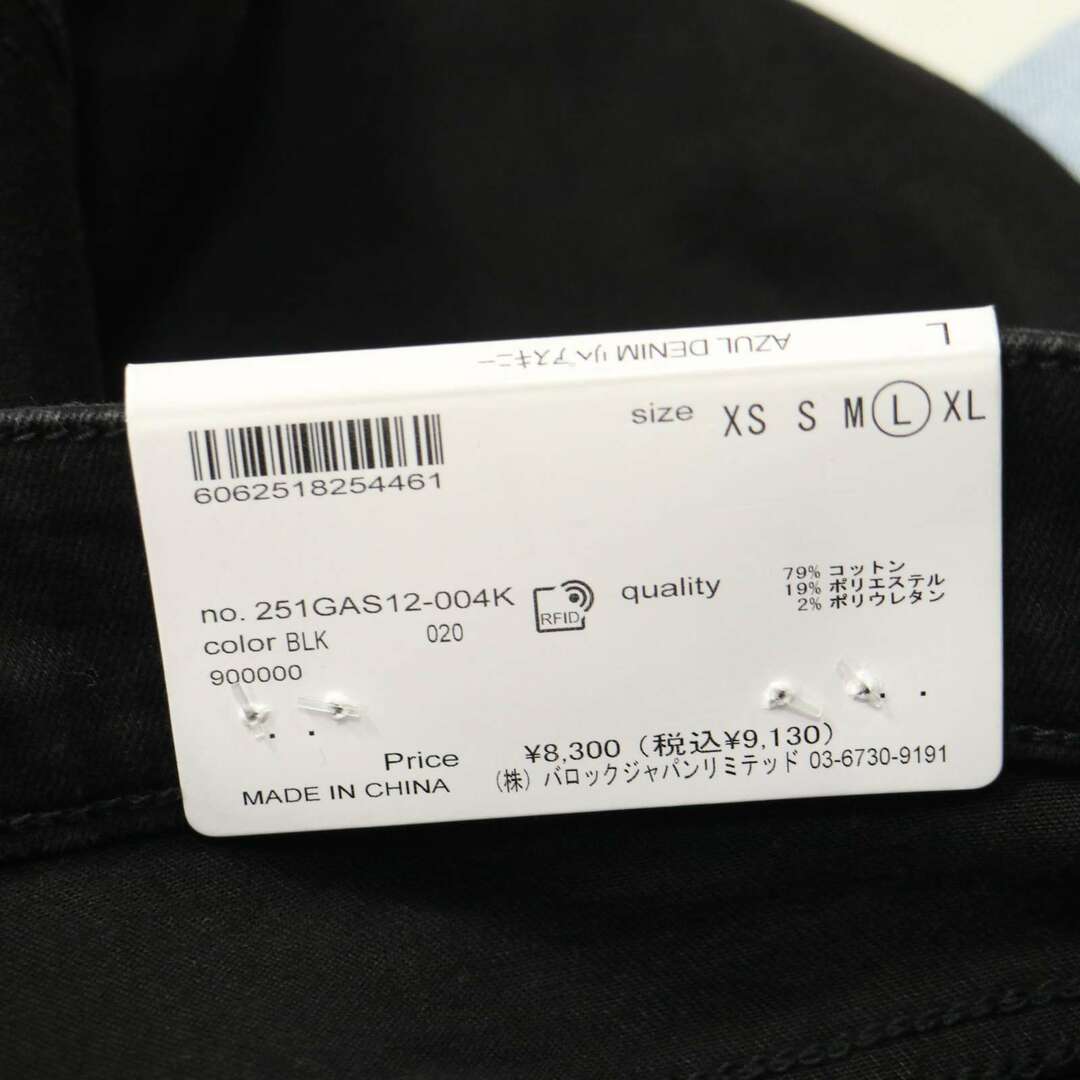 L
AZUL DENIM リペアスキニー
size XS S M L XL
6062518254461
no. 251GAS12-004K
RFID
quality
79% コットン
19% ポリエステル
2% ポリウレタン
color BLK 020
900000
Price ¥8,300（税込¥9,130）
MADE IN CHINA
（株）バロックジャパンリミテッド 03-6730-9191